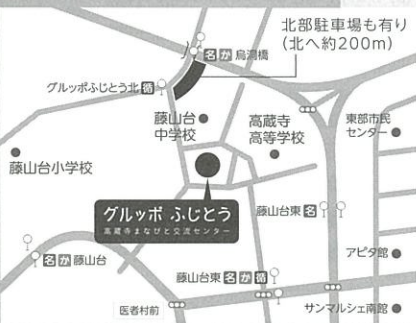 北部駐車場も有り
(北へ約200m)
名 か 烏洞橋
グルッポふじとう北 循
藤山台
中学校
高蔵寺
高等学校
東部市民
センター
藤山台小学校
グルッポ ふじとう
高蔵寺まなびと交流センター
藤山台東 名
名 か 藤山台
アピタ館
藤山台東 名 か 循
医者村前
サンマルシェ南館